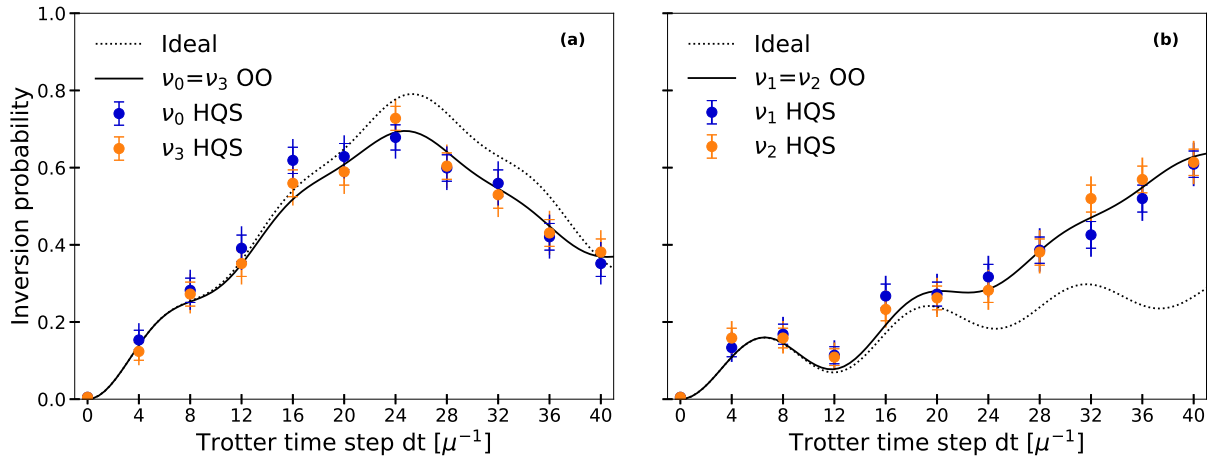 1.0
0.8
0.6
0.4
0.2
0.0
Inversion probability
Ideal
ν0=ν3 OO
ν0 HQS
ν3 HQS
(a)
0 4 8 12 16 20 24 28 32 36 40
Trotter time step dt [μ⁻¹]
Ideal
ν1=ν2 OO
ν1 HQS
ν2 HQS
(b)
0 4 8 12 16 20 24 28 32 36 40
Trotter time step dt [μ⁻¹]